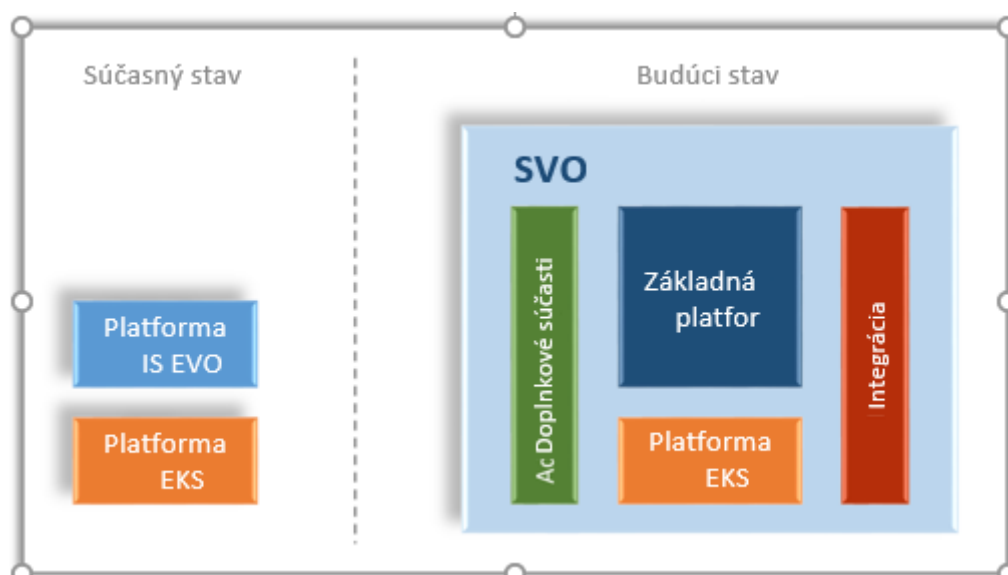 Súčasný stav
Budúci stav
SVO
Platforma
IS EVO
Platforma
EKS
Ac Doplnkové súčasti
Základná
platfor
Platforma
EKS
Integrácia